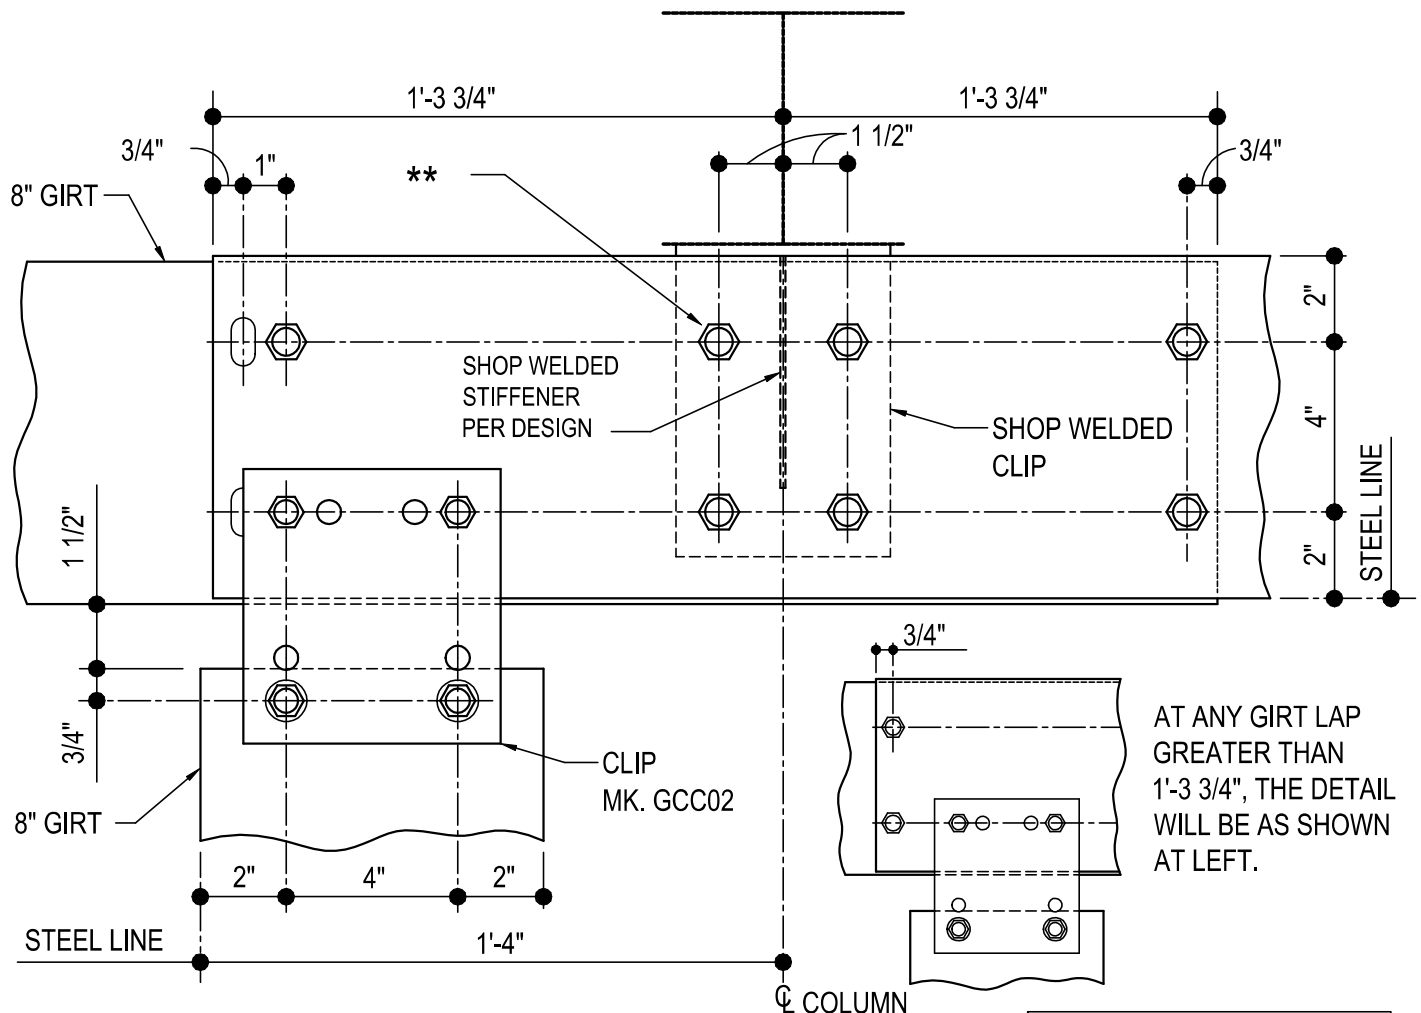 1'-3 3/4"
1'-3 3/4"
1 1/2"
3/4"
1"
**
3/4"
8" GIRT
2"
SHOP WELDED
STIFFENER
PER DESIGN
SHOP WELDED
CLIP
4"
STEEL LINE
1 1/2"
2"
3/4"
3/4"
8" GIRT
CLIP
MK. GCC02
AT ANY GIRT LAP
GREATER THAN
1'-3 3/4", THE DETAIL
WILL BE AS SHOWN
AT LEFT.
2"
4"
2"
STEEL LINE
1'-4"
℄ COLUMN